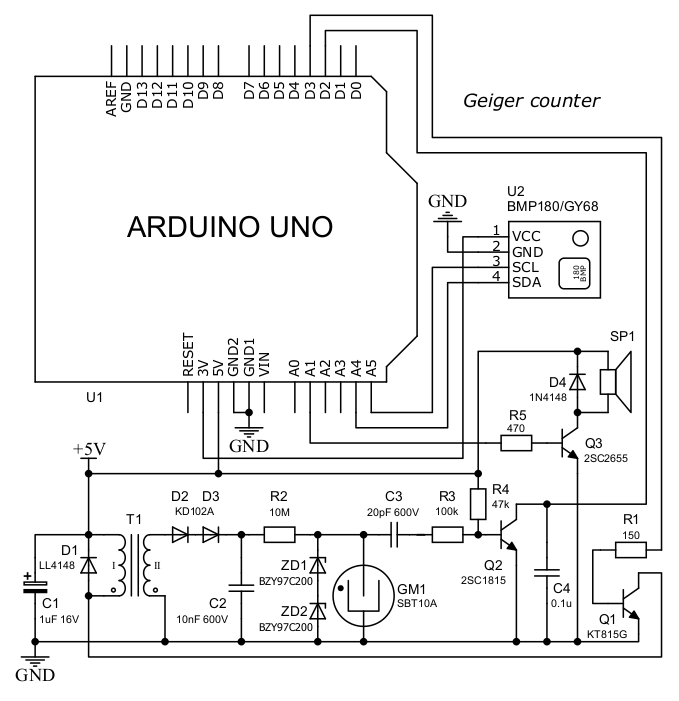 AREF GND D13 D12 D11 D10 D9 D8 D7 D6 D5 D4 D3 D2 D1 D0
Geiger counter
ARDUINO UNO
U2
BMP180/GY68
GND
1 VCC
2 GND
3 SCL
4 SDA
180
BMP
RESET 3V 5V GND2 GND1 VIN A0 A1 A2 A3 A4 A5
U1
GND
SP1
D4
1N4148
R5
470
Q3
2SC2655
+5V
T1
I
II
D1
LL4148
D2 D3
KD102A
R2
10M
C3
20pF 600V
R3
100k
R4
47k
R1
150
ZD1
BZY97C200
ZD2
BZY97C200
GM1
SBT10A
Q2
2SC1815
C4
0.1u
Q1
KT815G
+
C1
1uF 16V
C2
10nF 600V
GND